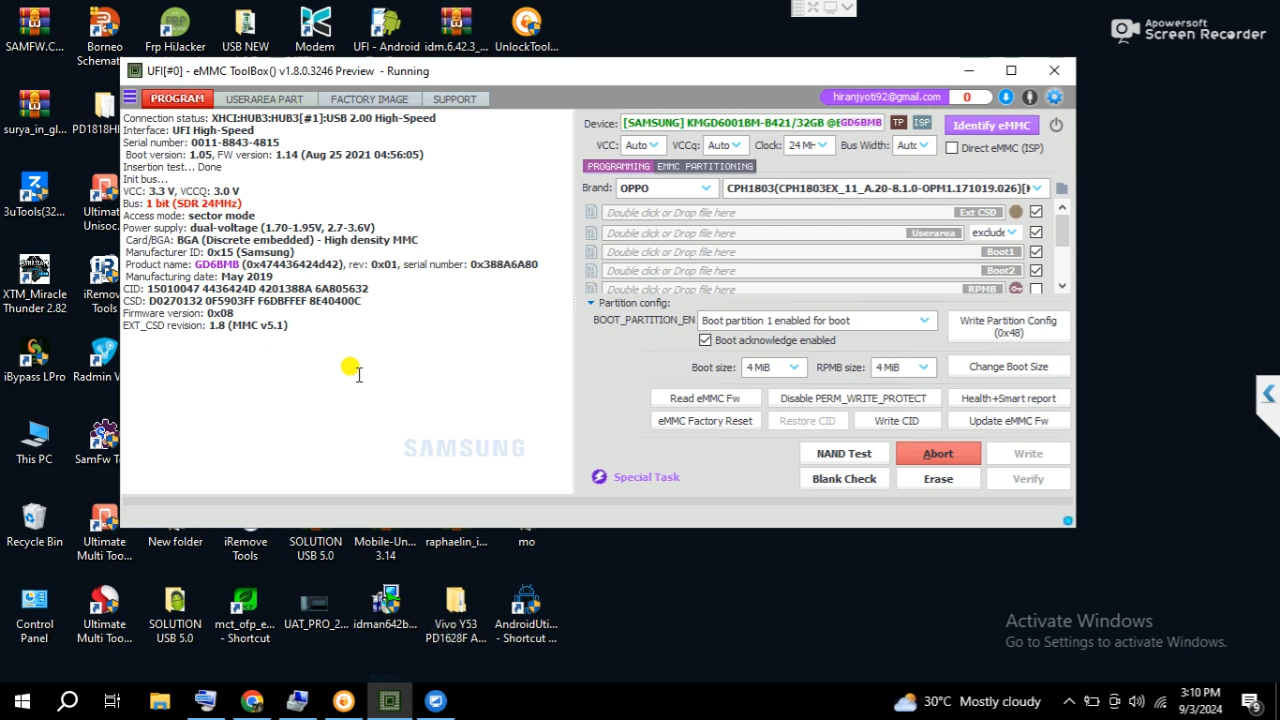 SAMFW.C...
Borneo
Schemat...
Frp HiJacker
USB NEW
Modem
UFI - Android
idm.6.42.3_...
UnlockTool...
Apowersoft
Screen Recorder
surya_in_gl...
PD1818H
3uTools(32...
Ultimat
Unisoc.
XTM_Miracle
Thunder 2.82
iRemov
Tools
iBypass LPro
Radmin V
This PC
SamFw To
Recycle Bin
Ultimate
Multi Too...
New folder
iRemove
Tools
SOLUTION
USB 5.0
Mobile-Un...
3.14
raphaelin_i...
mo
Control
Panel
Ultimate
Multi Too...
SOLUTION
USB 5.0
mct_ofp_e...
- Shortcut
UAT_PRO_2...
idman642b...
Vivo Y53
PD1628F A...
AndroidUti...
- Shortcut ...
UFI[#0] - eMMC ToolBox() v1.8.0.3246 Preview - Running
PROGRAM
USERAREA PART
FACTORY IMAGE
SUPPORT
hiranjyoti92@gmail.com
0
Connection status: XHCI:HUB3:HUB3[#1]:USB 2.00 High-Speed
Interface: UFI High-Speed
Serial number: 0011-8843-4815
Boot version: 1.05, FW version: 1.14 (Aug 25 2021 04:56:05)
Insertion test... Done
Init bus...
VCC: 3.3 V, VCCQ: 3.0 V
Bus: 1 bit (SDR 24MHz)
Access mode: sector mode
Power supply: dual-voltage (1.70-1.95V, 2.7-3.6V)
Card/BGA: BGA (Discrete embedded) - High density MMC
Manufacturer ID: 0x15 (Samsung)
Product name: GD6BMB (0x474436424d42), rev: 0x01, serial number: 0x388A6A80
Manufacturing date: May 2019
CID: 15010047 4436424D 4201388A 6A805632
CSD: D0270132 0F5903FF F6DBFFEF 8E40400C
Firmware version: 0x08
EXT_CSD revision: 1.8 (MMC v5.1)
SAMSUNG
Device: [SAMSUNG] KMGD6001BM-B421/32GB GD6BMB TP ISP
Identify eMMC
VCC: Auto VCCq: Auto Clock: 24 MH Bus Width: Auto
Direct eMMC (ISP)
PROGRAMMING EMMC PARTITIONING
Brand: OPPO
CPH1803(CPH1803EX_11_A.20-8.1.0-OPM1.171019.026)
Double click or Drop file here Ext CSD
Double click or Drop file here Userarea exclude
Double click or Drop file here Boot1
Double click or Drop file here Boot2
Double click or Drop file here RPMB
Partition config:
BOOT_PARTITION_EN Boot partition 1 enabled for boot
Write Partition Config
(0x48)
Boot acknowledge enabled
Boot size: 4 MiB RPMB size: 4 MiB
Change Boot Size
Read eMMC Fw
Disable PERM_WRITE_PROTECT
Health+Smart report
eMMC Factory Reset
Restore CID
Write CID
Update eMMC Fw
NAND Test
Abort
Write
Special Task
Blank Check
Erase
Verify
Activate Windows
Go to Settings to activate Windows.
30°C Mostly cloudy
3:10 PM
9/3/2024
9